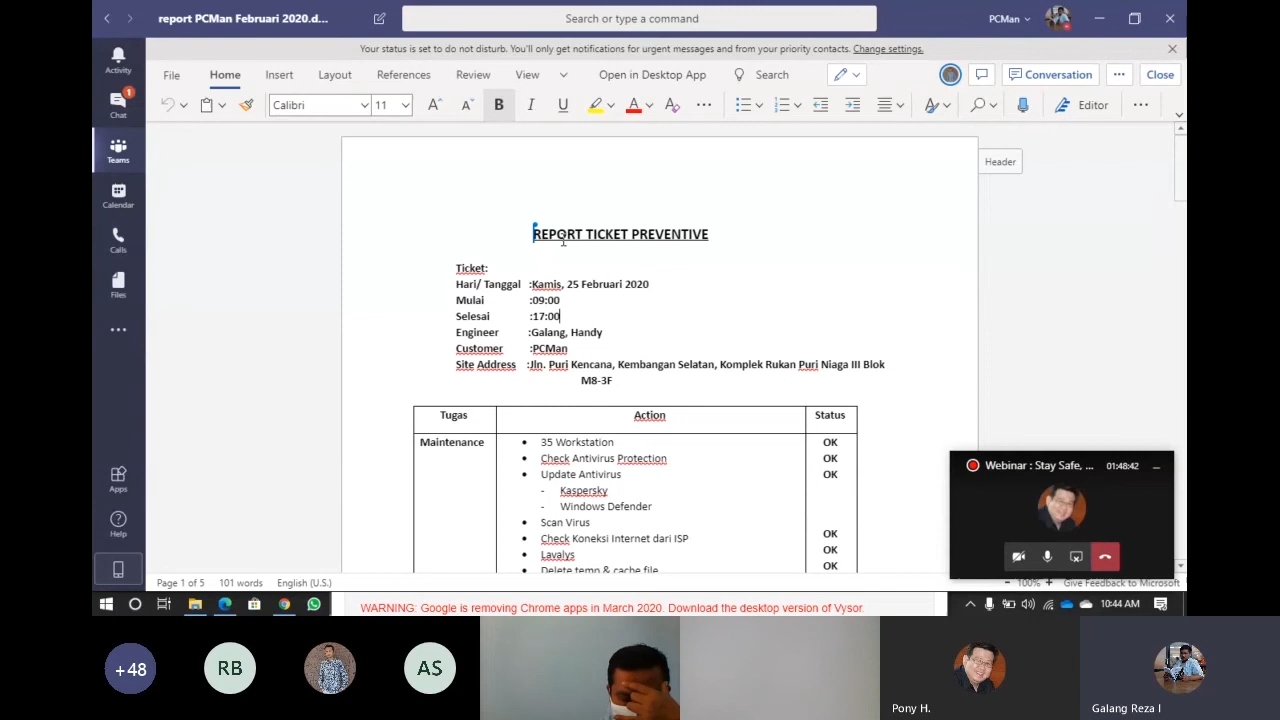 report PCMan Februari 2020.d...
Search or type a command
PCMan
Your status is set to do not disturb. You'll only get notifications for urgent messages and from your priority contacts. Change settings.
Activity
Chat
1
Teams
Calendar
Calls
Files
Apps
Help
File
Home
Insert
Layout
References
Review
View
Open in Desktop App
Search
Conversation
Close
Calibri
11
B
I
U
Editor
Header
REPORT TICKET PREVENTIVE
Ticket:
Hari/ Tanggal :Kamis, 25 Februari 2020
Mulai :09:00
Selesai :17:00
Engineer :Galang, Handy
Customer :PCMan
Site Address :Jln. Puri Kencana, Kembangan Selatan, Komplek Rukan Puri Niaga III Blok
M8-3F
Tugas Action Status
Maintenance • 35 Workstation OK
• Check Antivirus Protection OK
• Update Antivirus OK
- Kaspersky
- Windows Defender
• Scan Virus
• Check Koneksi Internet dari ISP OK
• Lavalys OK
• Delete temp & cache file OK
Webinar : Stay Safe, ... 01:48:42
Page 1 of 5 101 words English (U.S.)
- 100% + Give Feedback to Microsoft
WARNING: Google is removing Chrome apps in March 2020. Download the desktop version of Vysor.
10:44 AM
+48
RB
AS
Pony H.
Galang Reza I